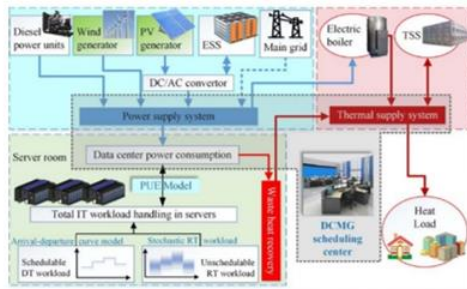 Diesel
power units
Wind
generator
PV
generator
ESS
Main grid
Electric
boiler
TSS
DC/AC convertor
Power supply system
Thermal supply system
Server room
Data center power consumption
PUE Model
Total IT workload handling in servers
Arrival-departure curve model
Stochastic RT workload
Schedulable
DT workload
Unschedulable
RT workload
Waste heat recovery
DCMG
scheduling
center
Heat
Load